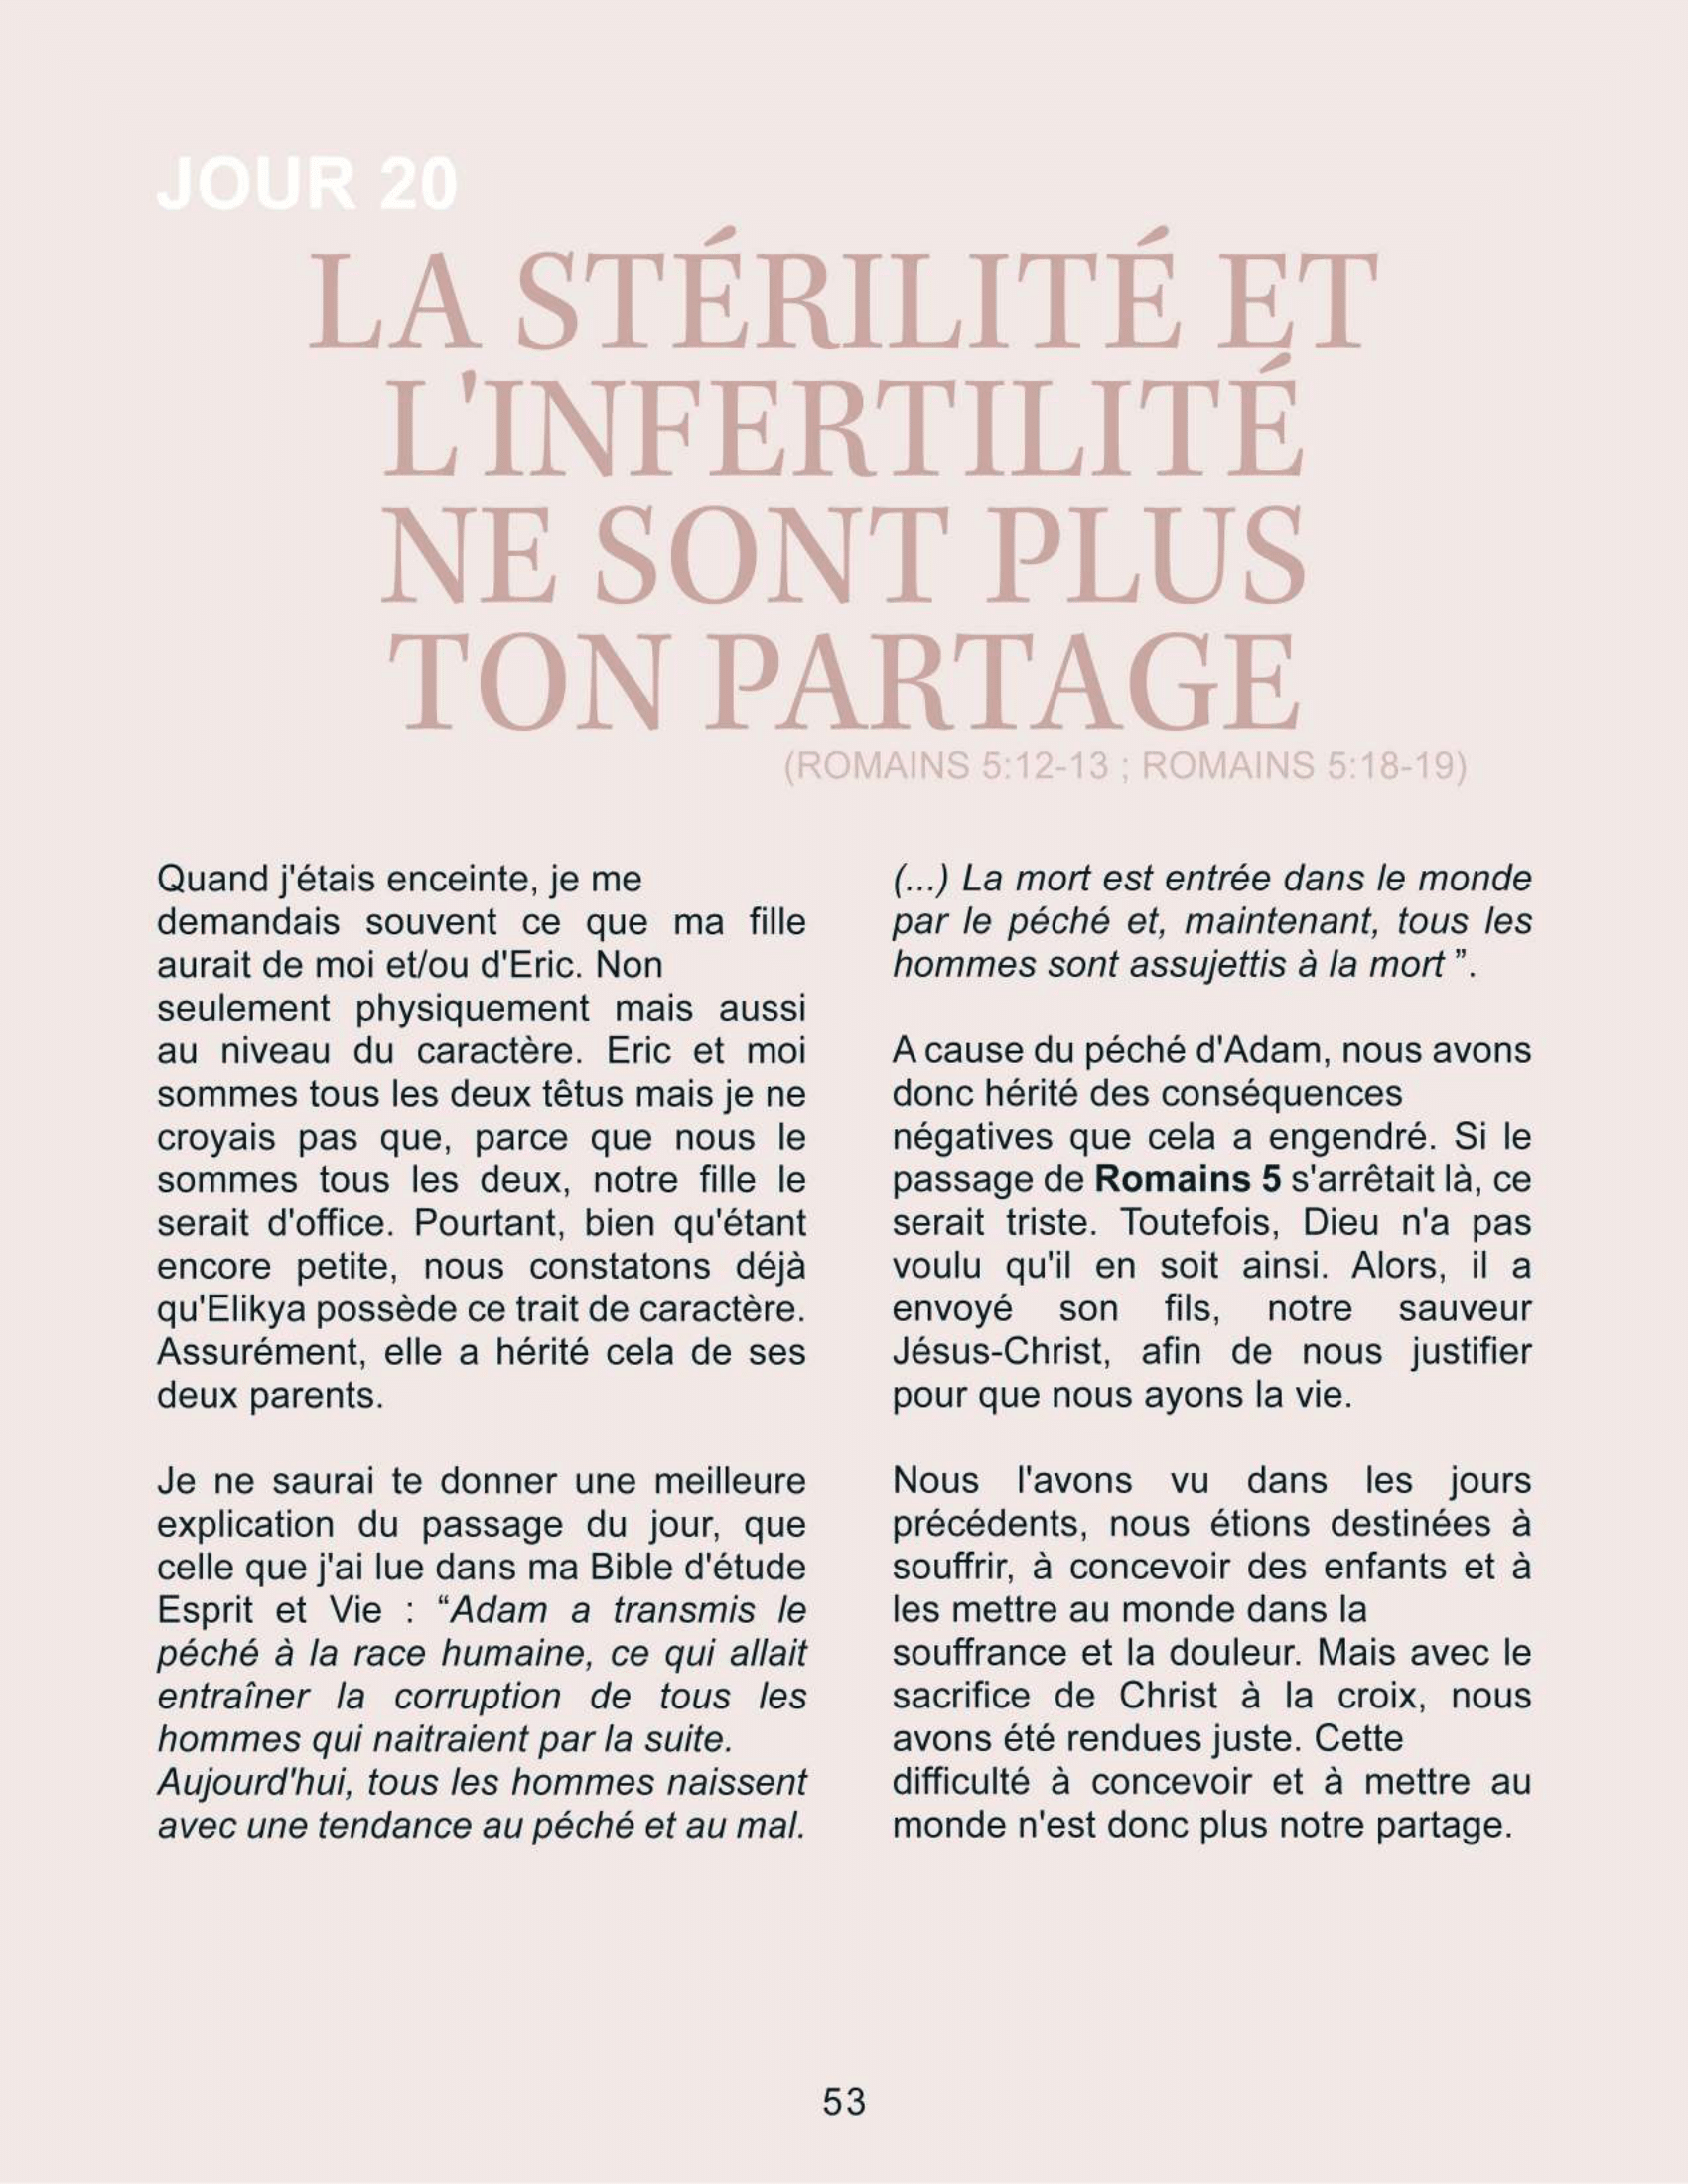 JOUR 20
LA STÉRILITÉ ET
L'INFERTILITÉ
NE SONT PLUS
TON PARTAGE
(ROMAINS 5:12-13 ; ROMAINS 5:18-19)
Quand j'étais enceinte, je me
demandais souvent ce que ma fille
aurait de moi et/ou d'Eric. Non
seulement physiquement mais aussi
au niveau du caractère. Eric et moi
sommes tous les deux têtus mais je ne
croyais pas que, parce que nous le
sommes tous les deux, notre fille le
serait d'office. Pourtant, bien qu'étant
encore petite, nous constatons déjà
qu'Elikya possède ce trait de caractère.
Assurément, elle a hérité cela de ses
deux parents.
Je ne saurai te donner une meilleure
explication du passage du jour, que
celle que j'ai lue dans ma Bible d'étude
Esprit et Vie : “Adam a transmis le
péché à la race humaine, ce qui allait
entraîner la corruption de tous les
hommes qui naitraient par la suite.
Aujourd'hui, tous les hommes naissent
avec une tendance au péché et au mal.
(...) La mort est entrée dans le monde
par le péché et, maintenant, tous les
hommes sont assujettis à la mort ”.
A cause du péché d'Adam, nous avons
donc hérité des conséquences
négatives que cela a engendré. Si le
passage de Romains 5 s'arrêtait là, ce
serait triste. Toutefois, Dieu n'a pas
voulu qu'il en soit ainsi. Alors, il a
envoyé son fils, notre sauveur
Jésus-Christ, afin de nous justifier
pour que nous ayons la vie.
Nous l'avons vu dans les jours
précédents, nous étions destinées à
souffrir, à concevoir des enfants et à
les mettre au monde dans la
souffrance et la douleur. Mais avec le
sacrifice de Christ à la croix, nous
avons été rendues juste. Cette
difficulté à concevoir et à mettre au
monde n'est donc plus notre partage.
53